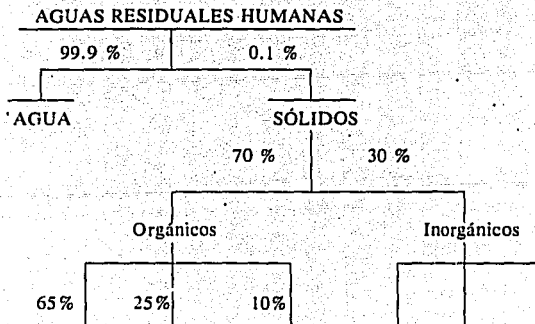 AGUAS RESIDUALES HUMANAS
99.9 % 0.1 %
AGUA SÓLIDOS
70 % 30 %
Orgánicos Inorgánicos
65% 25% 10%